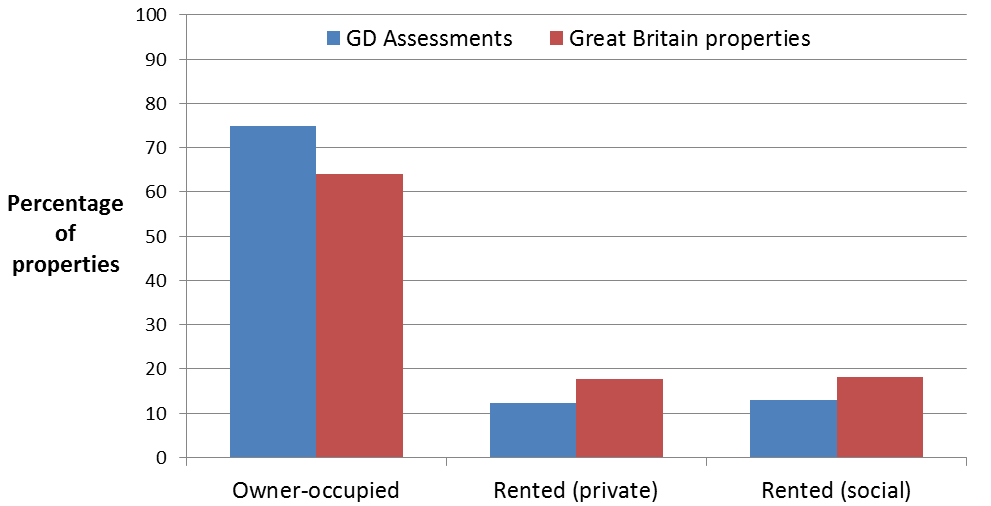 GD Assessments
Great Britain properties
100
90
80
70
60
50
40
30
20
10
0
Percentage
of
properties
Owner-occupied
Rented (private)
Rented (social)